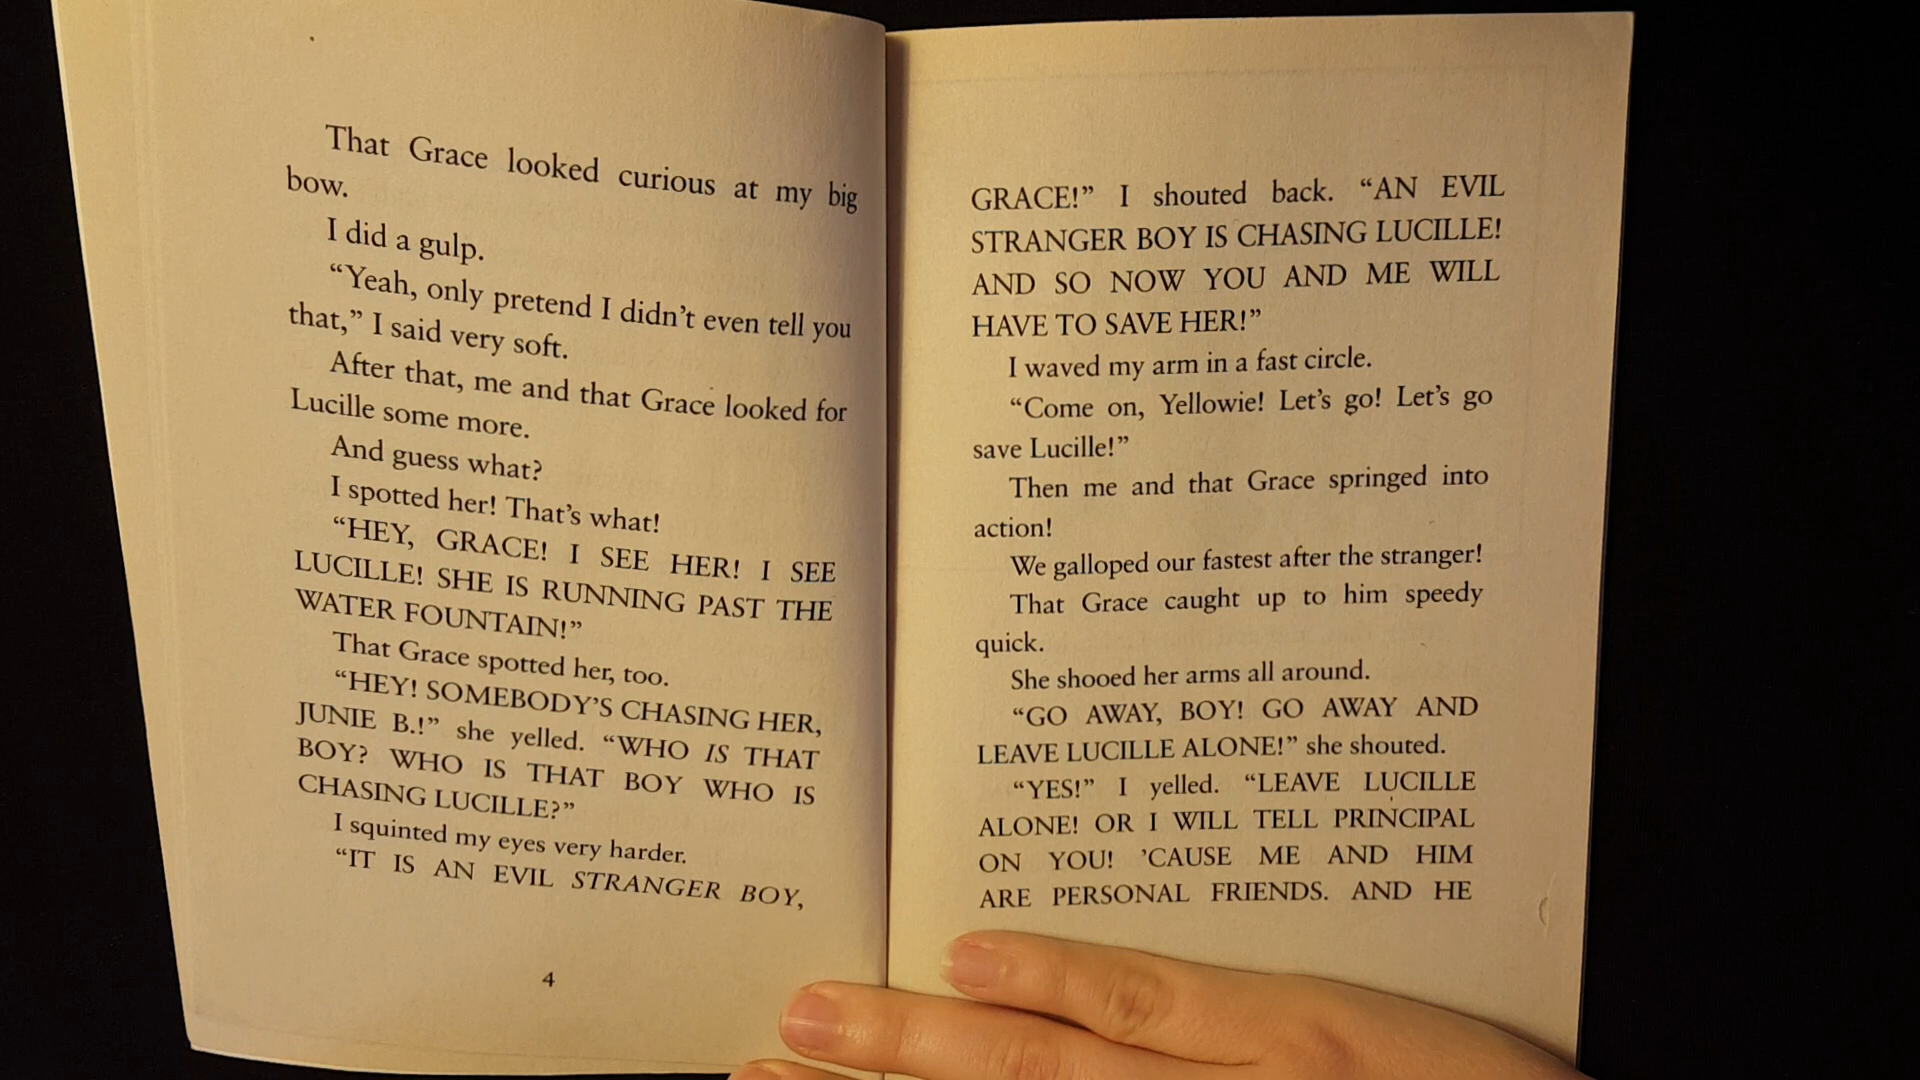 That Grace looked curious at my big
bow.
I did a gulp.
“Yeah, only pretend I didn’t even tell you
that,” I said very soft.
After that, me and that Grace looked for
Lucille some more.
And guess what?
I spotted her! That’s what!
“HEY, GRACE! I SEE HER! I SEE
LUCILLE! SHE IS RUNNING PAST THE
WATER FOUNTAIN!”
That Grace spotted her, too.
“HEY! SOMEBODY’S CHASING HER,
JUNIE B.!” she yelled. “WHO IS THAT
BOY? WHO IS THAT BOY WHO IS
CHASING LUCILLE?”
I squinted my eyes very harder.
“IT IS AN EVIL STRANGER BOY,
4
GRACE!” I shouted back. “AN EVIL
STRANGER BOY IS CHASING LUCILLE!
AND SO NOW YOU AND ME WILL
HAVE TO SAVE HER!”
I waved my arm in a fast circle.
“Come on, Yellowie! Let’s go! Let’s go
save Lucille!”
Then me and that Grace springed into
action!
We galloped our fastest after the stranger!
That Grace caught up to him speedy
quick.
She shooed her arms all around.
“GO AWAY, BOY! GO AWAY AND
LEAVE LUCILLE ALONE!” she shouted.
“YES!” I yelled. “LEAVE LUCILLE
ALONE! OR I WILL TELL PRINCIPAL
ON YOU! ’CAUSE ME AND HIM
ARE PERSONAL FRIENDS. AND HE